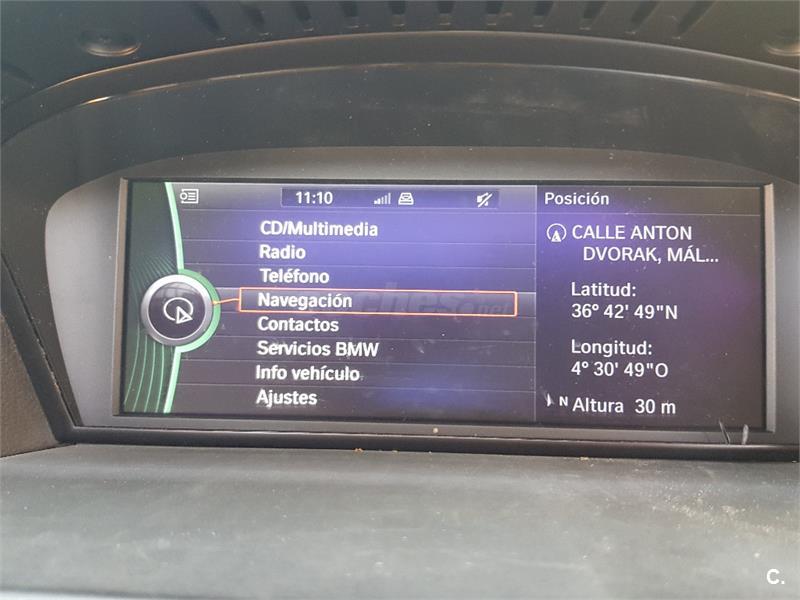 11:10
CD/Multimedia
Radio
Teléfono
Navegación
Contactos
Servicios BMW
Info vehículo
Ajustes
Posición
CALLE ANTON
DVORAK, MÁL...
Latitud:
36° 42' 49"N
Longitud:
4° 30' 49"O
N Altura 30 m
C.